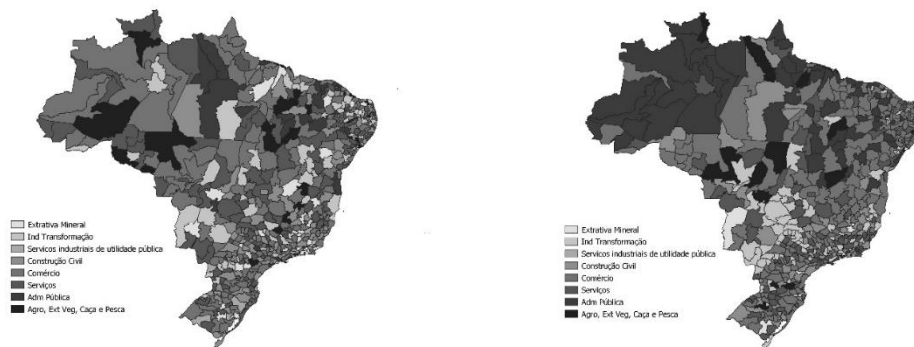 Extrativa Mineral
Ind Transformação
Servicos industriais de utilidade pública
Construção Civil
Comércio
Serviços
Adm Pública
Agro, Ext Veg, Caça e Pesca
Extrativa Mineral
Ind Transformação
Servicos industriais de utilidade pública
Construção Civil
Comércio
Serviços
Adm Pública
Agro, Ext Veg, Caça e Pesca